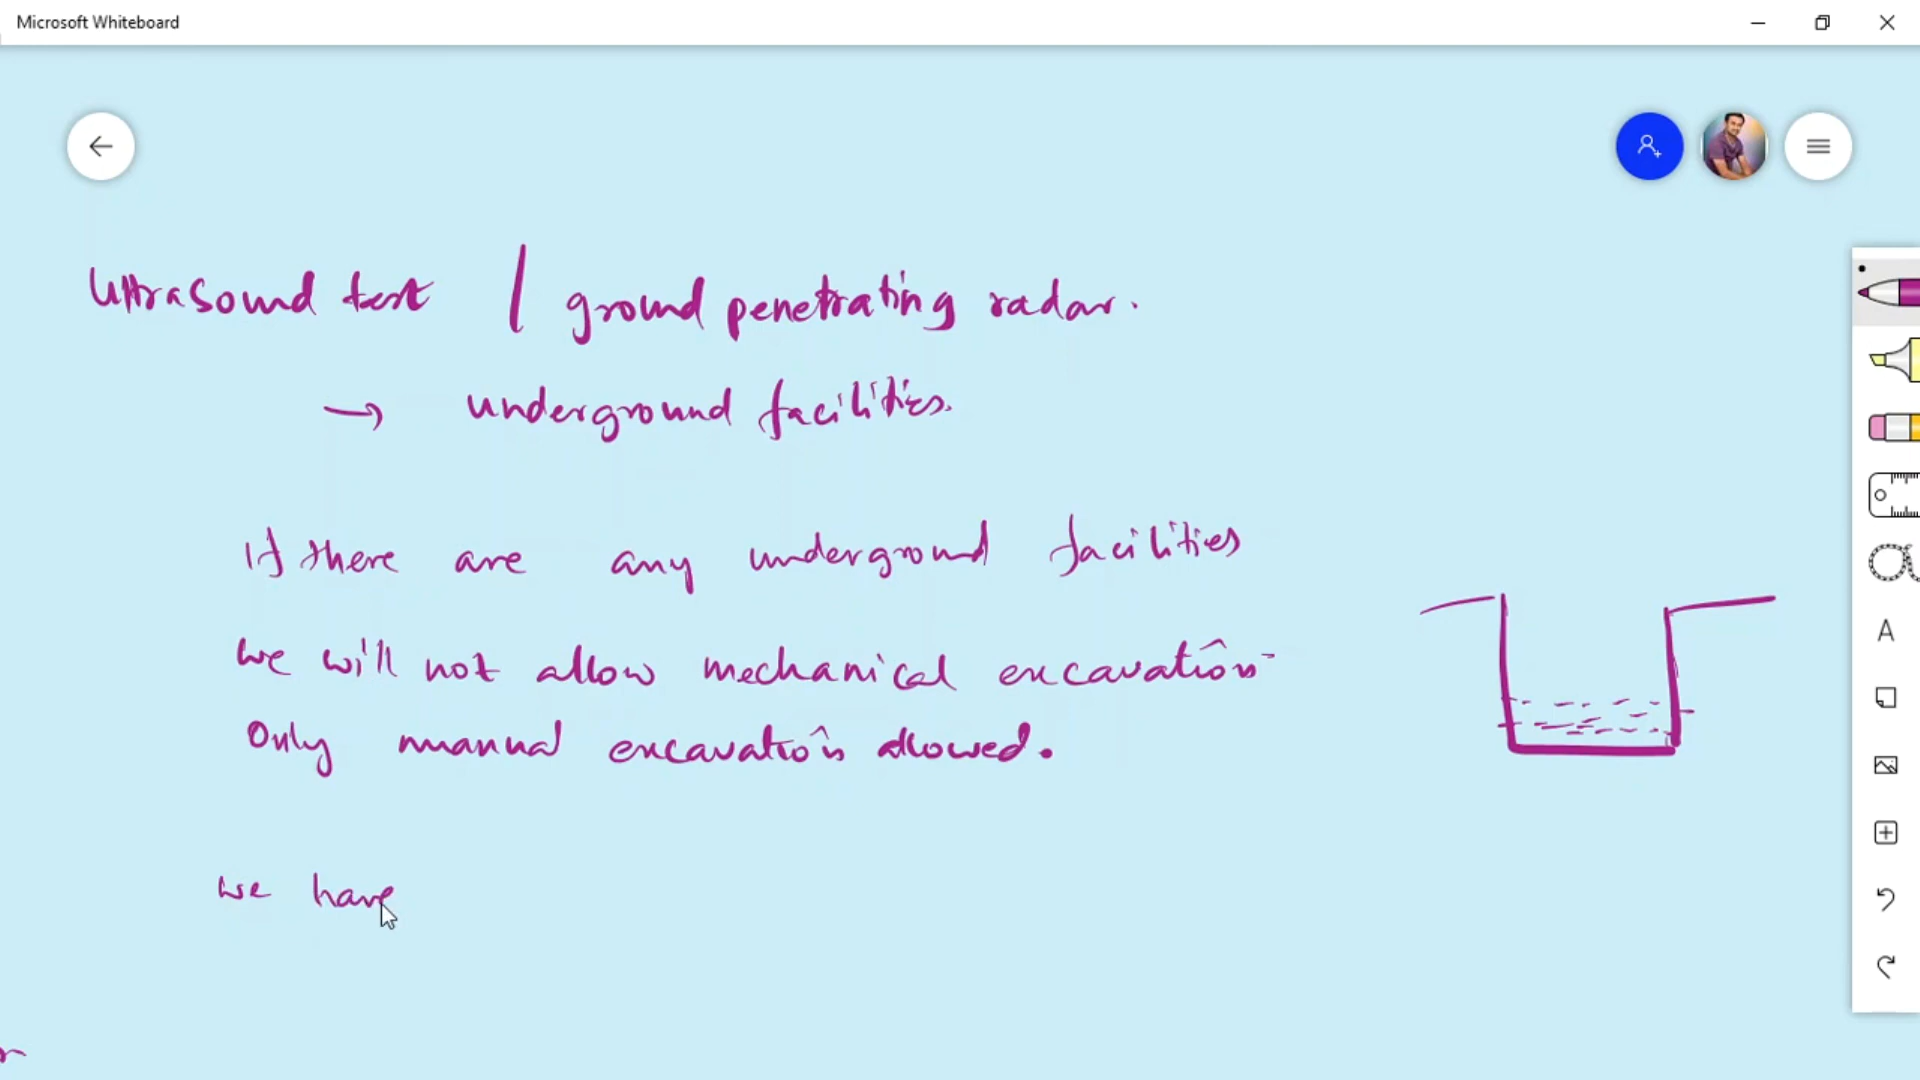 Microsoft Whiteboard
Ultrasound test / ground penetrating radar.
→ underground facilities.
If there are any underground facilities
we will not allow mechanical excavation
Only manual excavation allowed.
we have
A